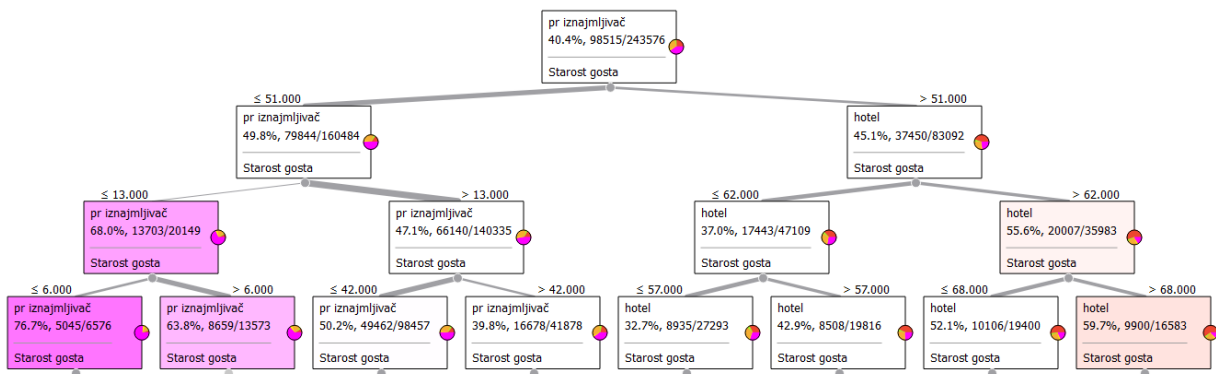 pr iznajmljivač
40.4%, 98515/243576
Starost gosta
≤ 51.000
> 51.000
pr iznajmljivač
49.8%, 79844/160484
Starost gosta
hotel
45.1%, 37450/83092
Starost gosta
≤ 13.000
> 13.000
≤ 62.000
> 62.000
pr iznajmljivač
68.0%, 13703/20149
Starost gosta
pr iznajmljivač
47.1%, 66140/140335
Starost gosta
hotel
37.0%, 17443/47109
Starost gosta
hotel
55.6%, 20007/35983
Starost gosta
≤ 6.000
> 6.000
≤ 42.000
> 42.000
≤ 57.000
> 57.000
≤ 68.000
> 68.000
pr iznajmljivač
76.7%, 5045/6576
Starost gosta
pr iznajmljivač
63.8%, 8659/13573
Starost gosta
pr iznajmljivač
50.2%, 49462/98457
Starost gosta
pr iznajmljivač
39.8%, 16678/41878
Starost gosta
hotel
32.7%, 8935/27293
Starost gosta
hotel
42.9%, 8508/19816
Starost gosta
hotel
52.1%, 10106/19400
Starost gosta
hotel
59.7%, 9900/16583
Starost gosta